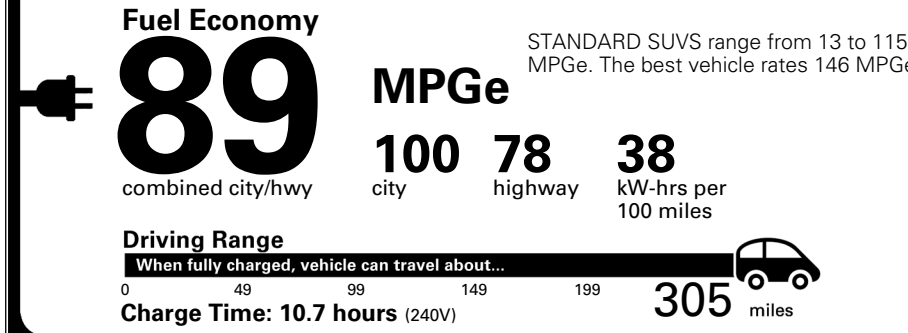 Fuel Economy
89
combined city/hwy
MPGe
STANDARD SUVS range from 13 to 115
MPGe. The best vehicle rates 146 MPGe
100
city
78
highway
38
kW-hrs per
100 miles
Driving Range
When fully charged, vehicle can travel about...
0 49 99 149 199 305 miles
Charge Time: 10.7 hours (240V)